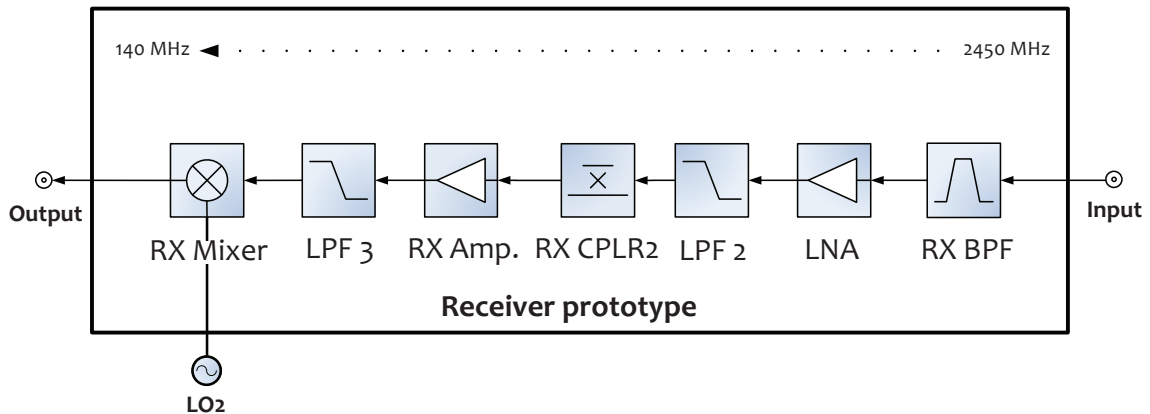 140 MHz
2450 MHz
Output
Input
RX Mixer
LPF 3
RX Amp.
RX CPLR2
LPF 2
LNA
RX BPF
Receiver prototype
LO2